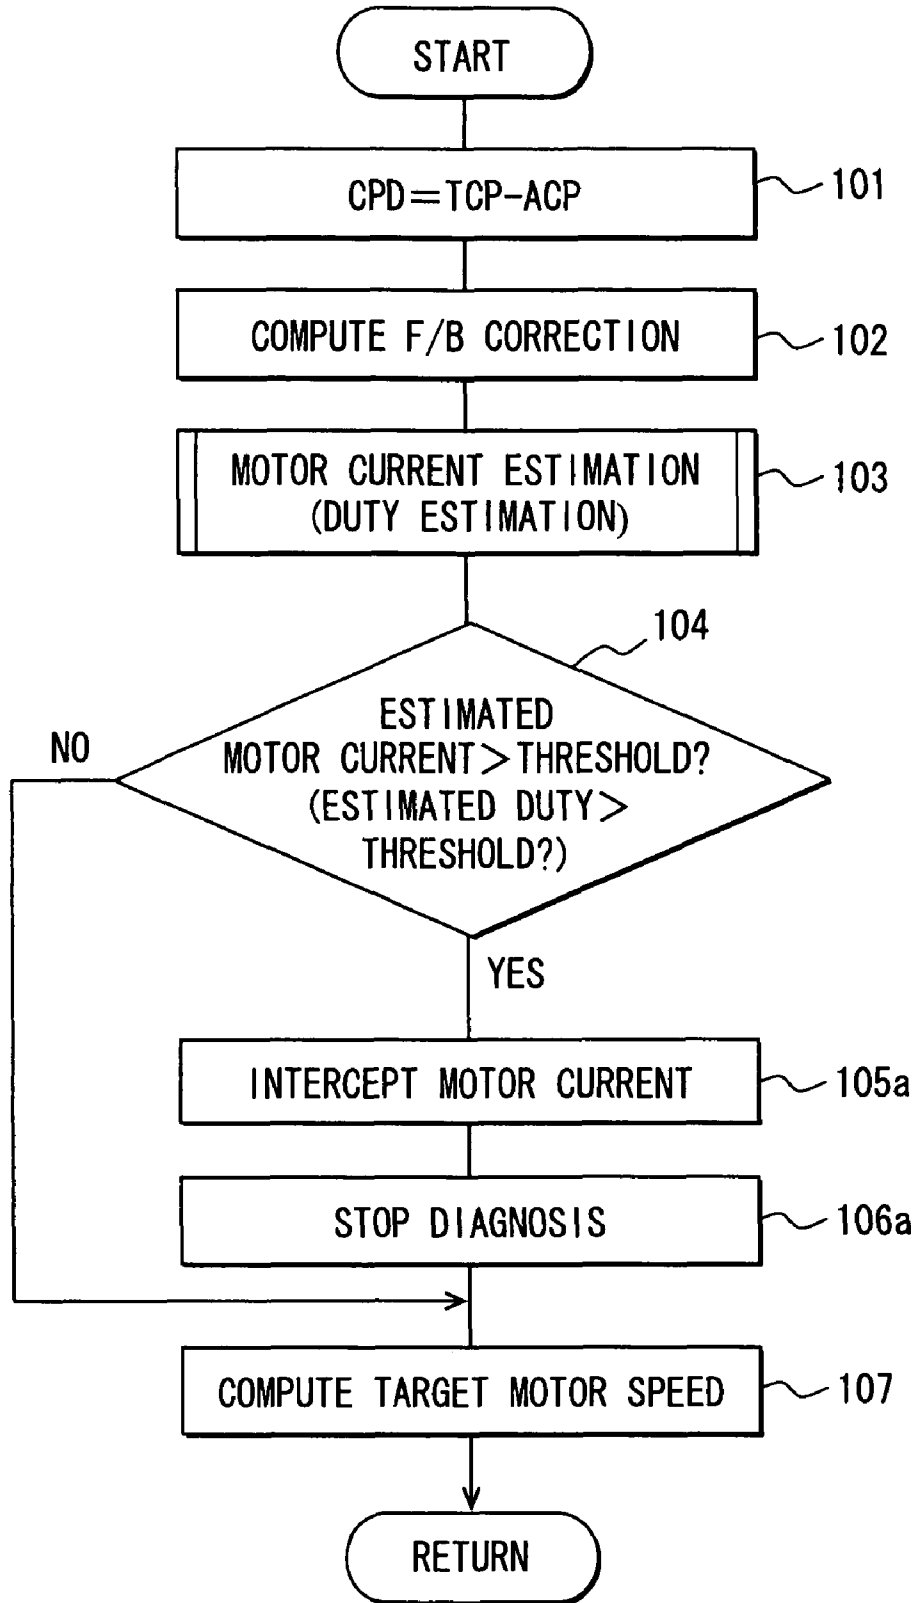 START
CPD=TCP-ACP
101
COMPUTE F/B CORRECTION
102
MOTOR CURRENT ESTIMATION
(DUTY ESTIMATION)
103
104
ESTIMATED
MOTOR CURRENT>THRESHOLD?
(ESTIMATED DUTY>
THRESHOLD?)
NO
YES
INTERCEPT MOTOR CURRENT
105a
STOP DIAGNOSIS
106a
COMPUTE TARGET MOTOR SPEED
107
RETURN